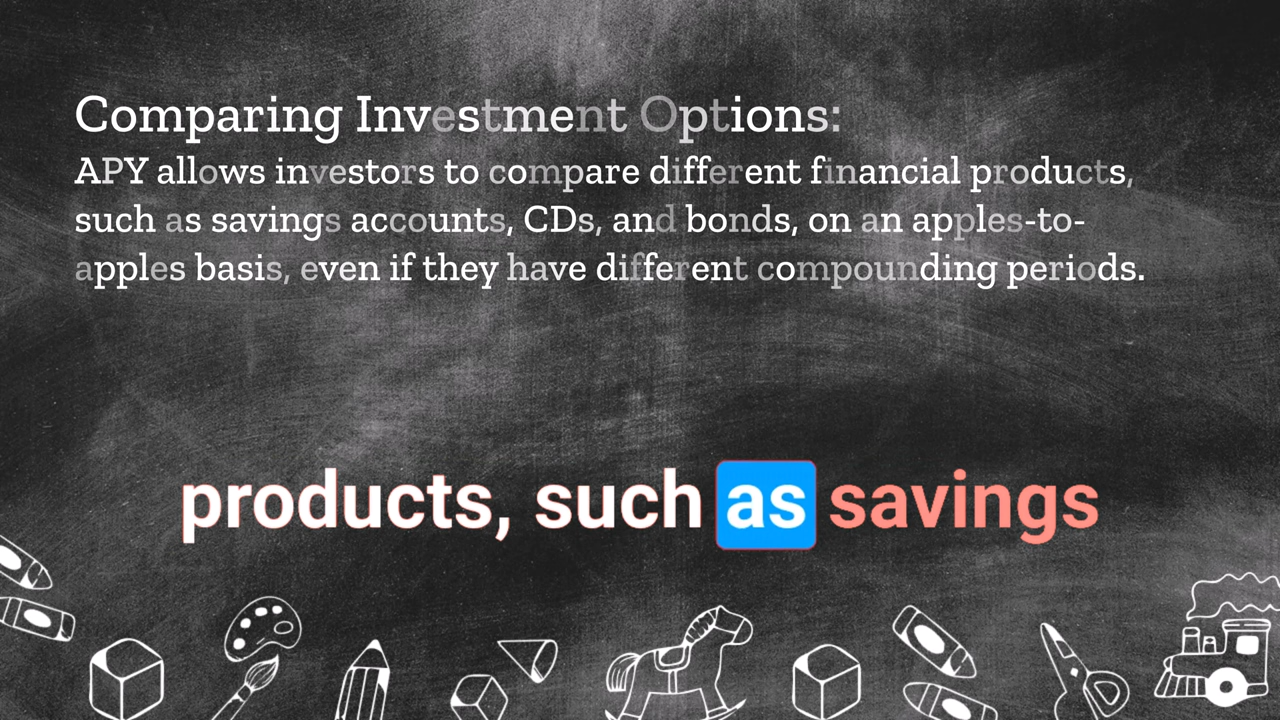 Comparing Investment Options:
APY allows investors to compare different financial products,
such as savings accounts, CDs, and bonds, on an apples-to-
apples basis, even if they have different compounding periods.
products, such as savings